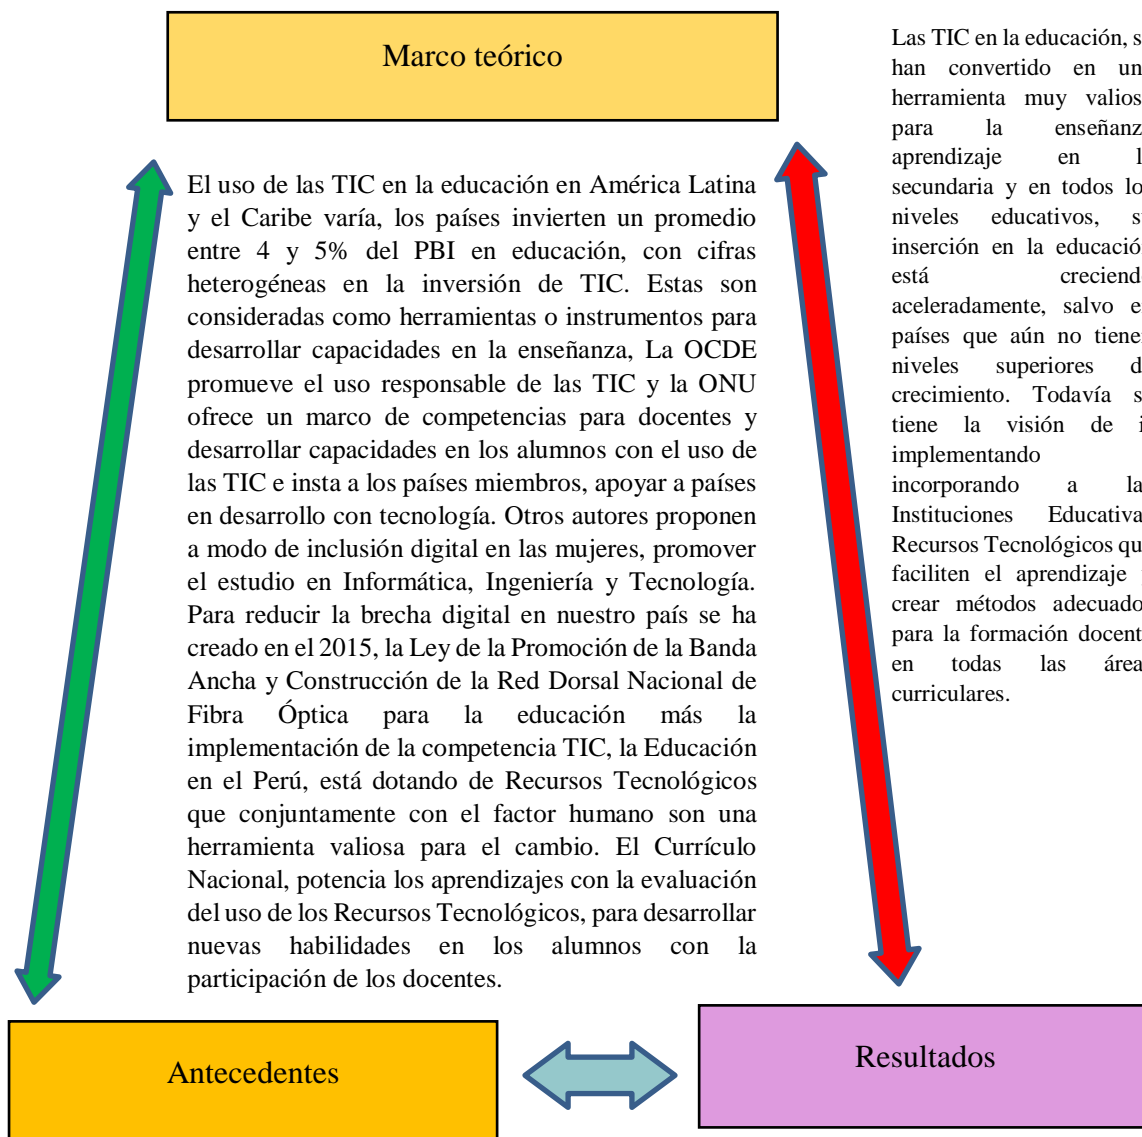 Marco teórico
El uso de las TIC en la educación en América Latina
y el Caribe varía, los países invierten un promedio
entre 4 y 5% del PBI en educación, con cifras
heterogéneas en la inversión de TIC. Estas son
consideradas como herramientas o instrumentos para
desarrollar capacidades en la enseñanza, La OCDE
promueve el uso responsable de las TIC y la ONU
ofrece un marco de competencias para docentes y
desarrollar capacidades en los alumnos con el uso de
las TIC e insta a los países miembros, apoyar a países
en desarrollo con tecnología. Otros autores proponen
a modo de inclusión digital en las mujeres, promover
el estudio en Informática, Ingeniería y Tecnología.
Para reducir la brecha digital en nuestro país se ha
creado en el 2015, la Ley de la Promoción de la Banda
Ancha y Construcción de la Red Dorsal Nacional de
Fibra Óptica para la educación más la
implementación de la competencia TIC, la Educación
en el Perú, está dotando de Recursos Tecnológicos
que conjuntamente con el factor humano son una
herramienta valiosa para el cambio. El Currículo
Nacional, potencia los aprendizajes con la evaluación
del uso de los Recursos Tecnológicos, para desarrollar
nuevas habilidades en los alumnos con la
participación de los docentes.
Las TIC en la educación, s
han convertido en un
herramienta muy valios
para la enseñanz
aprendizaje en l
secundaria y en todos lo
niveles educativos, s
inserción en la educació
está creciend
aceleradamente, salvo e
países que aún no tiene
niveles superiores d
crecimiento. Todavía s
tiene la visión de i
implementando
incorporando a la
Instituciones Educativa
Recursos Tecnológicos qu
faciliten el aprendizaje
crear métodos adecuado
para la formación docent
en todas las área
curriculares.
Antecedentes
Resultados